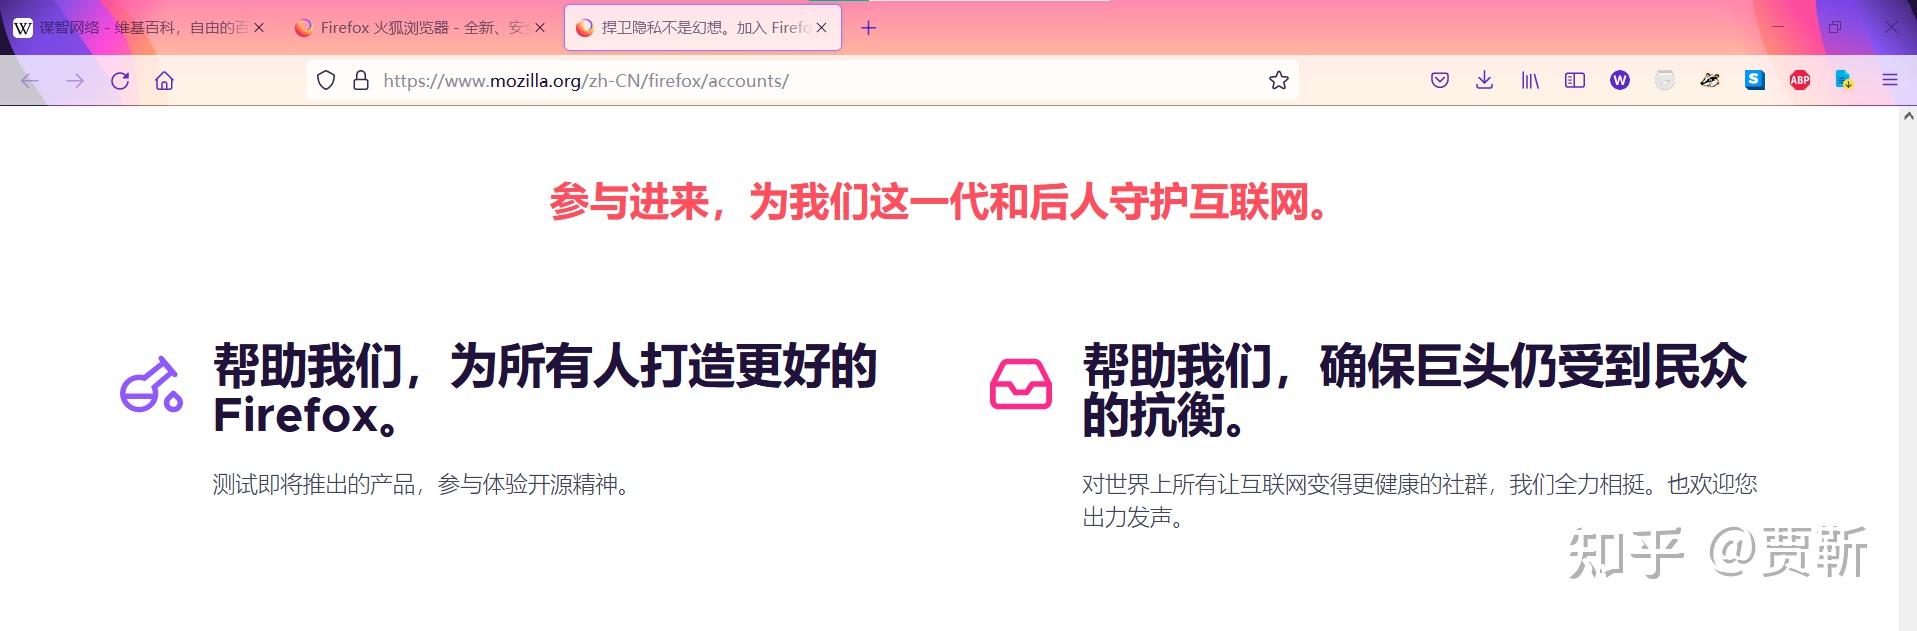 W 谋智网络 - 维基百科，自由的百
Firefox 火狐浏览器 - 全新、安全
捍卫隐私不是幻想。加入 Firefo
https://www.mozilla.org/zh-CN/firefox/accounts/
W
S
ABP
参与进来，为我们这一代和后人守护互联网。
帮助我们，为所有人打造更好的
Firefox。
测试即将推出的产品，参与体验开源精神。
帮助我们，确保巨头仍受到民众
的抗衡。
对世界上所有让互联网变得更健康的社群，我们全力相挺。也欢迎您
出力发声。
知乎 @贾靳